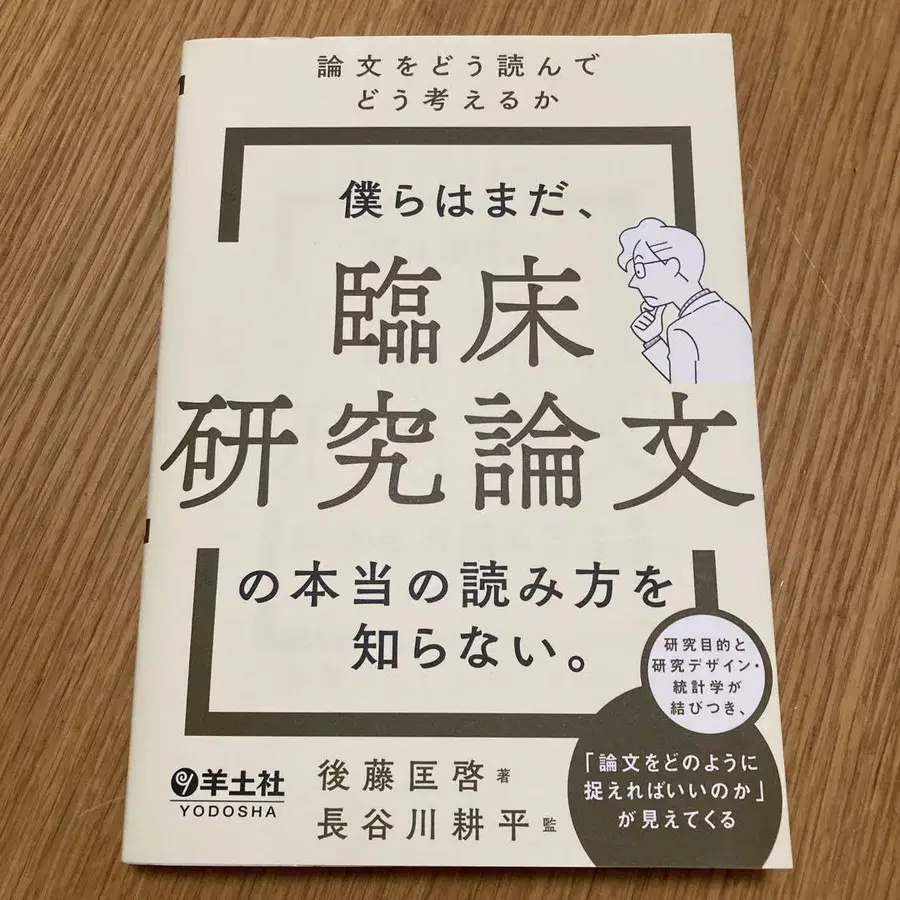 論文をどう読んで
どう考えるか
僕らはまだ、
臨床
研究論文
の本当の読み方を
知らない。
研究目的と
研究デザイン・
統計学が
結びつき、
「論文をどのように
捉えればいいのか」
が見えてくる
羊土社
YODOSHA
後藤匡啓 著
長谷川耕平 監